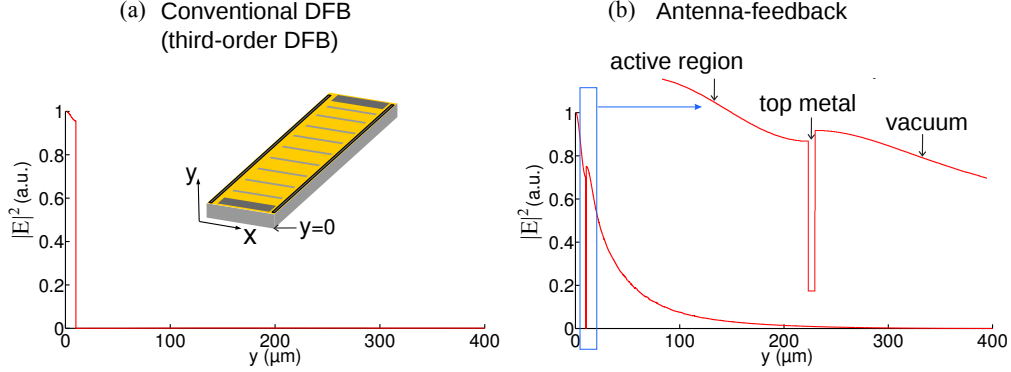 (a) Conventional DFB
(third-order DFB)
1
0.8
0.6
0.4
0.2
0
|E|² (a.u.)
0 100 200 300 400
y (µm)
y
x
y=0
(b) Antenna-feedback
active region
top metal
vacuum
1
0.8
0.6
0.4
0.2
0
|E|² (a.u.)
0 100 200 300 400
y (µm)